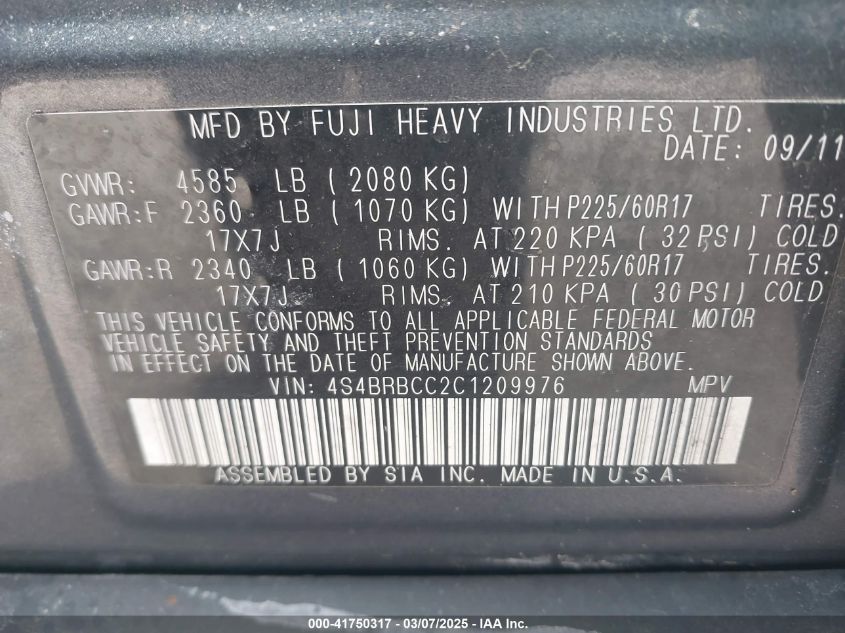 MFD BY FUJI HEAVY INDUSTRIES LTD.
DATE: 09/11
GVWR: 4585 LB ( 2080 KG)
GAWR:F 2360 LB ( 1070 KG) WITH P225/60R17 TIRES.
17X7J RIMS. AT 220 KPA ( 32 PSI) COLD
GAWR:R 2340 LB ( 1060 KG) WITH P225/60R17 TIRES.
17X7J RIMS. AT 210 KPA ( 30 PSI) COLD
THIS VEHICLE CONFORMS TO ALL APPLICABLE FEDERAL MOTOR
VEHICLE SAFETY AND THEFT PREVENTION STANDARDS
IN EFFECT ON THE DATE OF MANUFACTURE SHOWN ABOVE.
VIN: 4S4BRBCC2C1209976 MPV
ASSEMBLED BY SIA INC. MADE IN U.S.A.
000-41750317 - 03/07/2025 - IAA Inc.